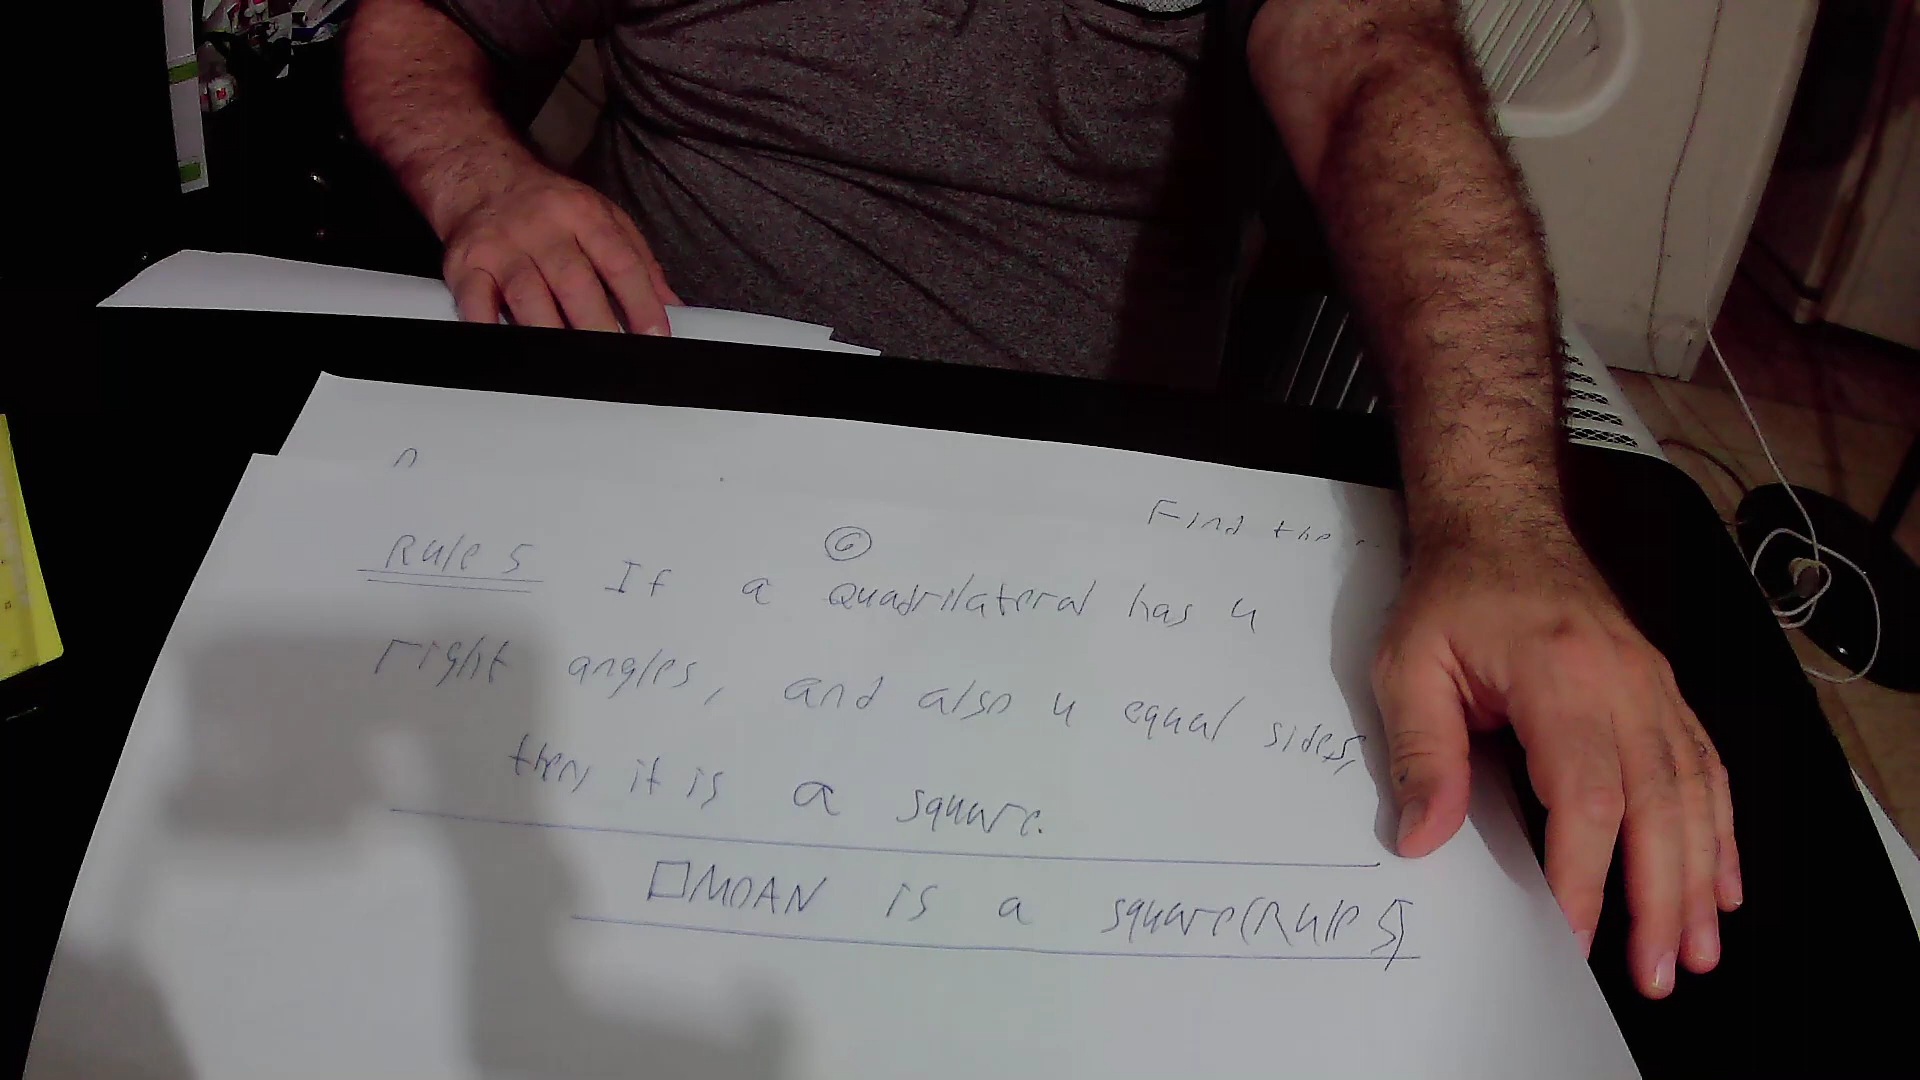 n
Find the
6
Rule 5 If a Quadrilateral has 4
right angles, and also 4 equal sides,
then it is a square.
□MOAN is a square (Rule 5)